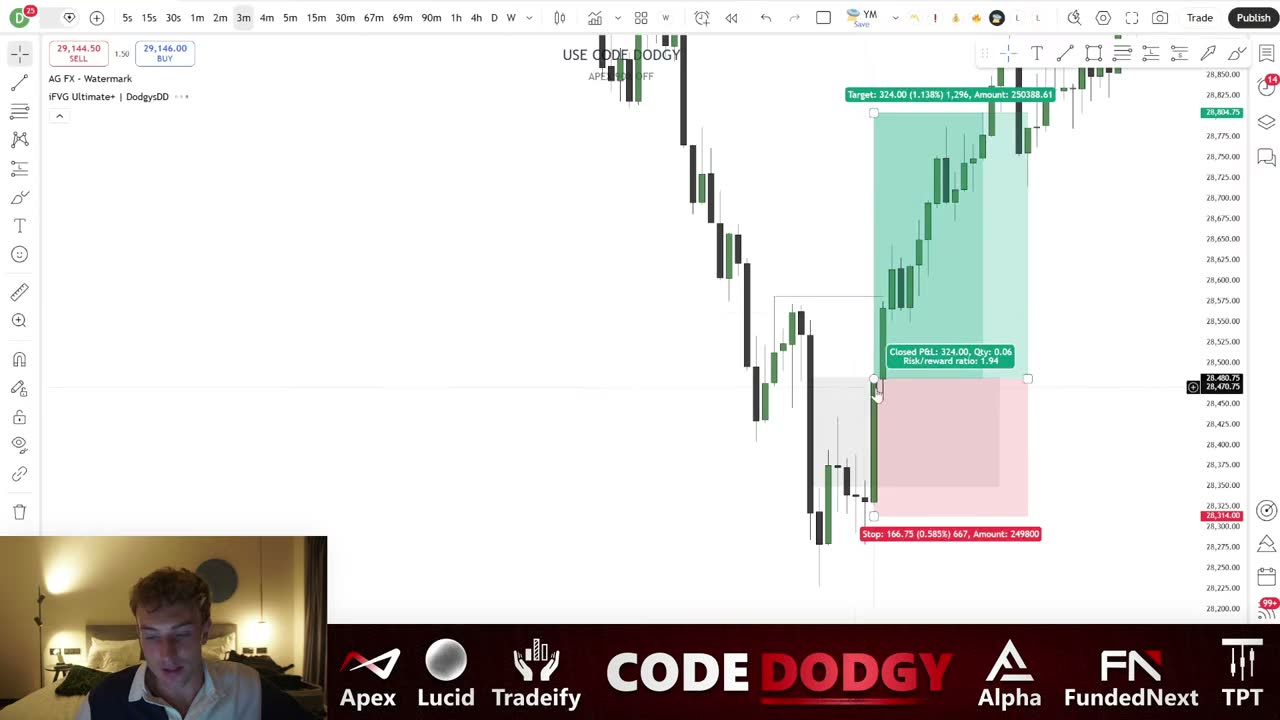 D 25
5s 15s 30s 1m 2m 3m 4m 5m 15m 30m 67m 69m 90m 1h 4h D W
W
YM
Save
L L
Trade
Publish
29,144.50
SELL
1.50
29,146.00
BUY
AG FX - Watermark
iFVG Ultimate+ | DodgysDD
USE CODE DODGY
Target: 324.00 (1.138%) 1,296, Amount: 250388.61
Closed P&L: 324.00, Qty: 0.06
Risk/reward ratio: 1.94
Stop: 166.75 (0.585%) 667, Amount: 249800
28,850.00
28,825.00
28,804.75
28,775.00
28,750.00
28,725.00
28,700.00
28,675.00
28,650.00
28,625.00
28,600.00
28,575.00
28,550.00
28,525.00
28,500.00
28,480.75
28,470.75
28,450.00
28,425.00
28,400.00
28,375.00
28,350.00
28,325.00
28,314.00
28,300.00
28,275.00
28,250.00
28,225.00
28,200.00
14
99+
Apex
Lucid
Tradeify
CODE DODGY
Alpha
FN
FundedNext
TPT